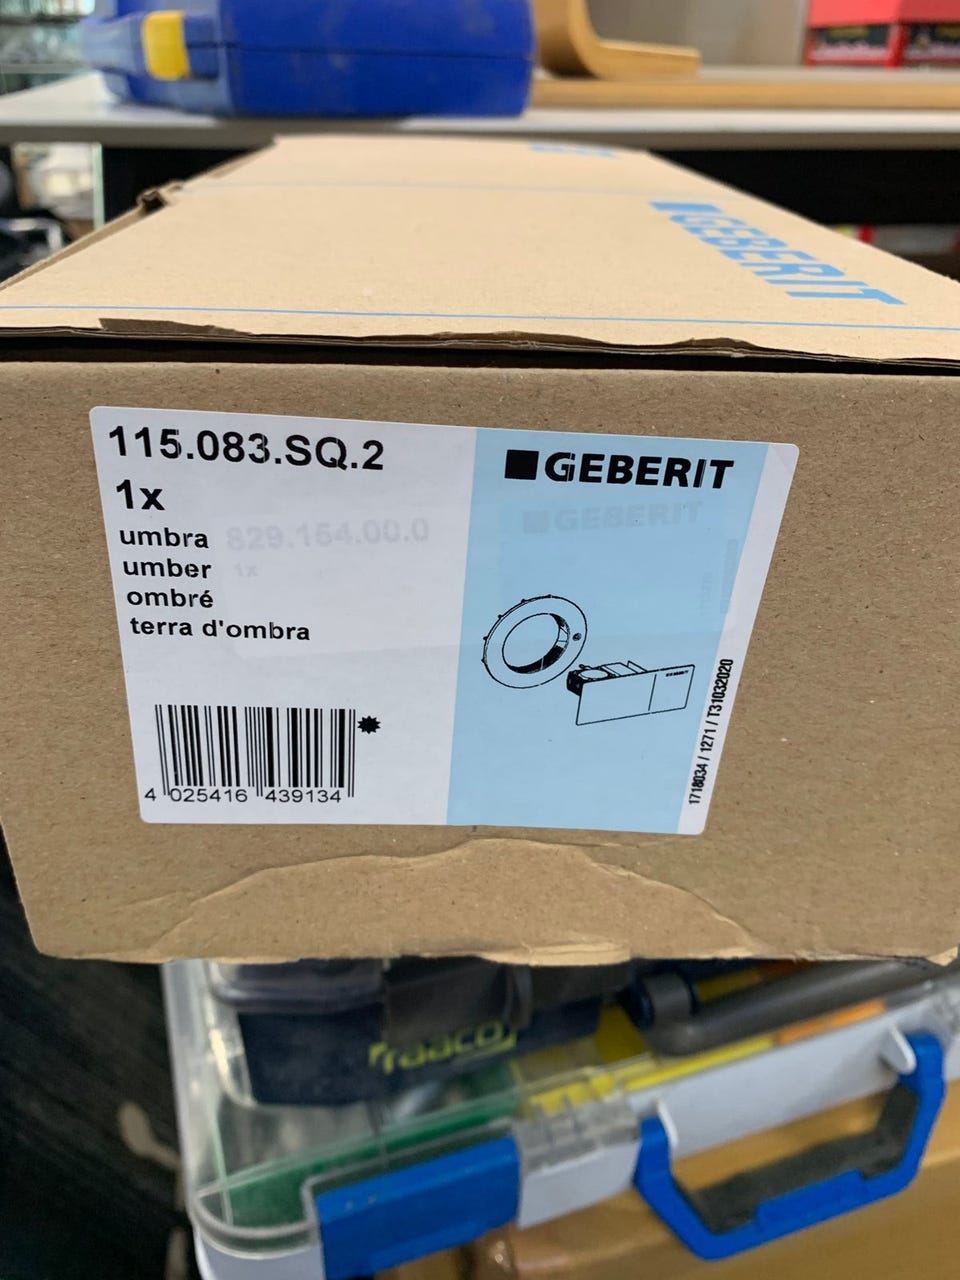 GEBERIT
115.083.SQ.2
1x
umbra
umber
ombré
terra d'ombra
829.154.00.0
1x
GEBERIT
GEBERIT
GEBERIT
1718034 / 1271 / T31032020
4 025416 439134
raaco